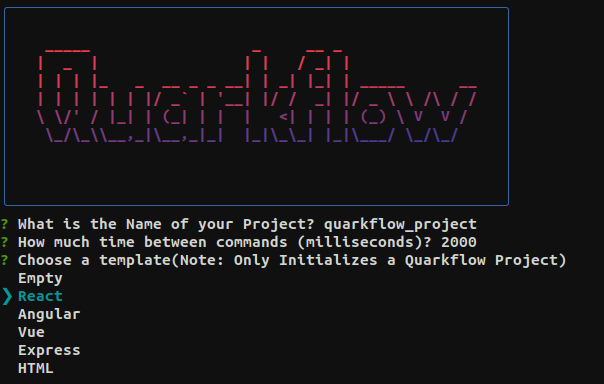 Quarkflow
? What is the Name of your Project? quarkflow_project
? How much time between commands (milliseconds)? 2000
? Choose a template(Note: Only Initializes a Quarkflow Project)
Empty
❯ React
Angular
Vue
Express
HTML